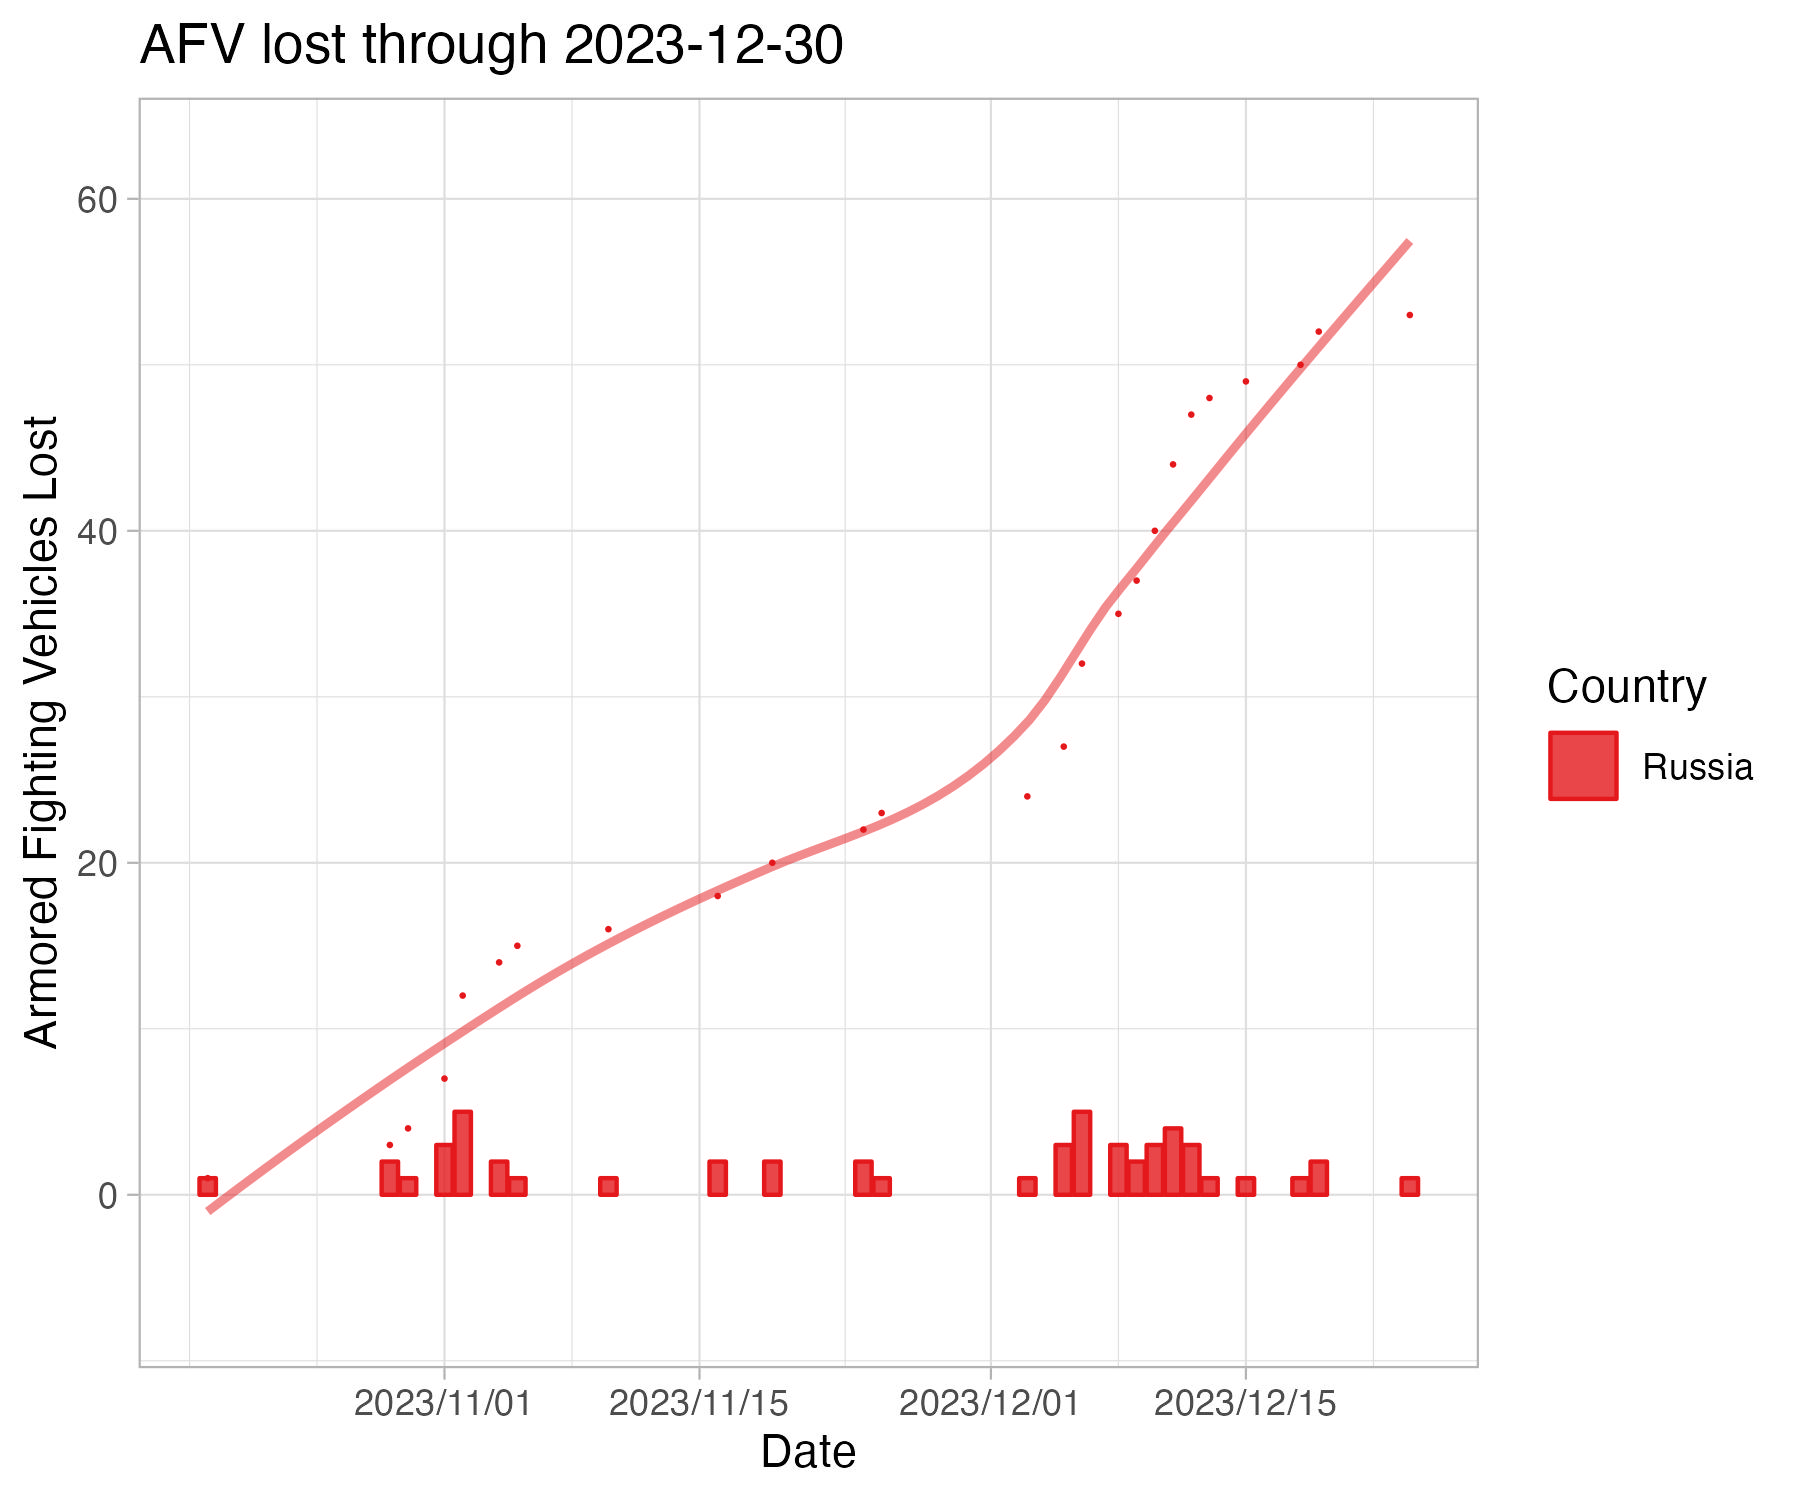 AFV lost through 2023-12-30
Armored Fighting Vehicles Lost
60
40
20
0
2023/11/01
2023/11/15
2023/12/01
2023/12/15
Date
Country
Russia